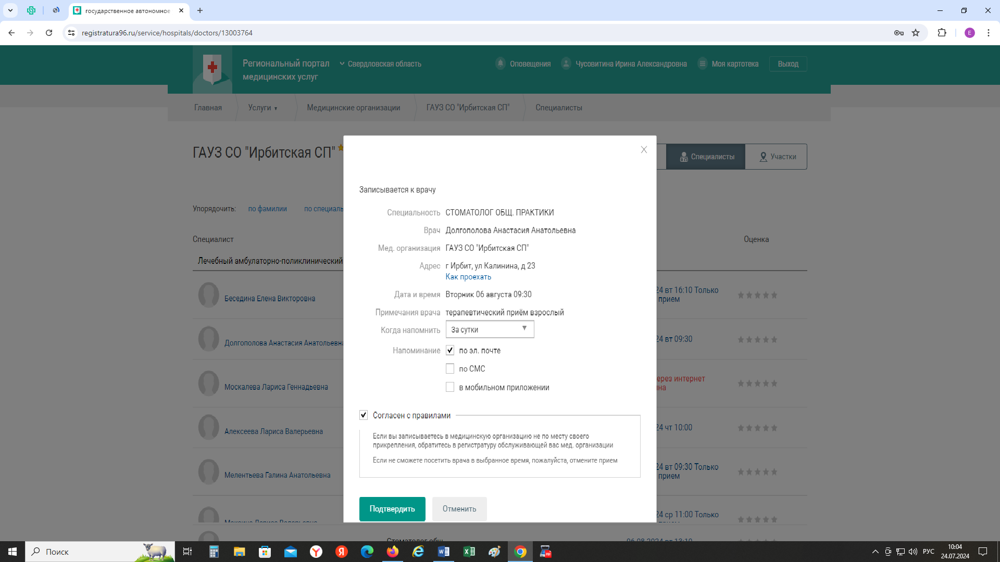 государственное автономное
registratura96.ru/service/hospitals/doctors/13003764
E
Региональный портал
медицинских услуг
Свердловская область
Оповещения
Чусовитина Ирина Александровна
Моя картотека
Выход
Главная
Услуги
Медицинские организации
ГАУЗ СО "Ирбитская СП"
Специалисты
ГАУЗ СО "Ирбитская СП"
Специалисты
Участки
Упорядочить:
по фамилии
по специаль
Специалист
Оценка
Лечебный амбулаторно-поликлинический
Беседина Елена Викторовна
24 вт 16:10 Только
прием
Долгополова Анастасия Анатольевна
24 вт 09:30
Москалева Лариса Геннадьевна
ерез интернет
Алексеева Лариса Валерьевна
24 чт 10:00
Мелентьева Галина Анатольевна
24 вт 09:30 Только
прием
24 ср 11:00 Только
Записывается к врачу
Специальность СТОМАТОЛОГ ОБЩ. ПРАКТИКИ
Врач Долгополова Анастасия Анатольевна
Мед. организация ГАУЗ СО "Ирбитская СП"
Адрес г Ирбит, ул Калинина, д 23
Как проехать
Дата и время Вторник 06 августа 09:30
Примечания врача терапевтический приём взрослый
Когда напомнить За сутки
Напоминание по эл. почте
по СМС
в мобильном приложении
Согласен с правилами
Если вы записываетесь в медицинскую организацию не по месту своего
прикрепления, обратитесь в регистратуру обслуживающей вас мед. организации
Если не сможете посетить врача в выбранное время, пожалуйста, отмените прием
Подтвердить
Отменить
Поиск
РУС
10:04
24.07.2024